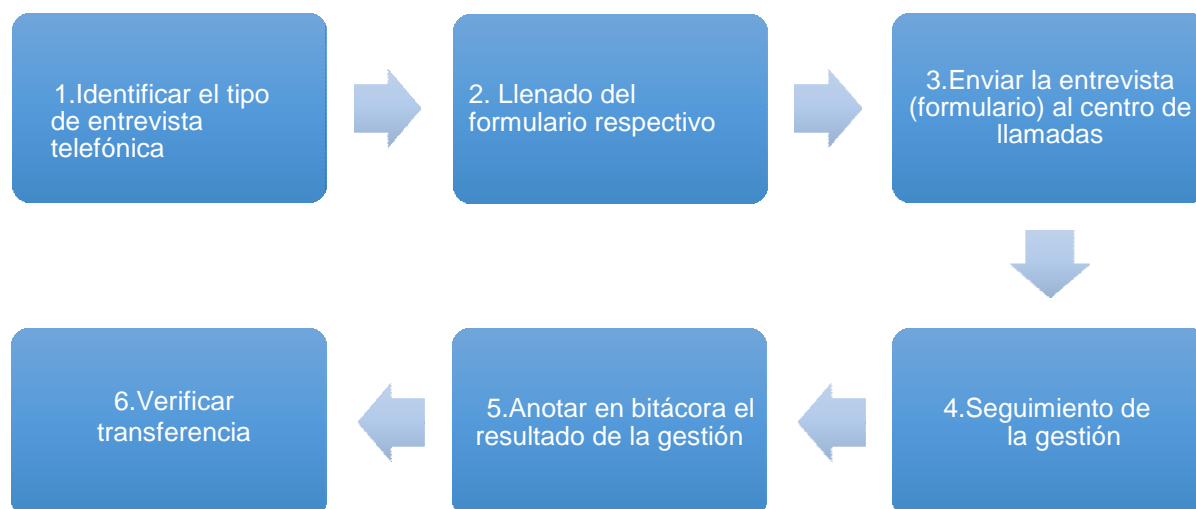 1.Identificar el tipo
de entrevista
telefónica
2. Llenado del
formulario respectivo
3.Enviar la entrevista
(formulario) al centro de
llamadas
4.Seguimiento de
la gestión
5.Anotar en bitácora el
resultado de la gestión
6.Verificar
transferencia